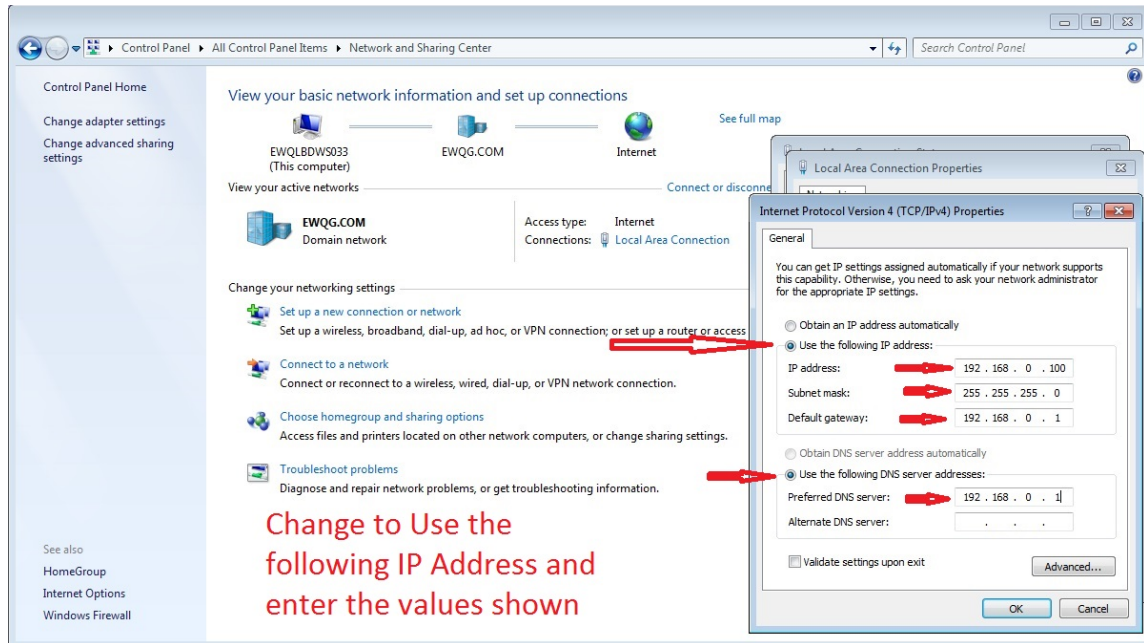 Control Panel ▸ All Control Panel Items ▸ Network and Sharing Center
Search Control Panel
Control Panel Home
Change adapter settings
Change advanced sharing
settings
View your basic network information and set up connections
See full map
EWQLBDWS033
(This computer)
EWQG.COM
Internet
View your active networks
Connect or disconne
EWQG.COM
Domain network
Access type: Internet
Connections: Local Area Connection
Change your networking settings
Set up a new connection or network
Set up a wireless, broadband, dial-up, ad hoc, or VPN connection; or set up a router or access
Connect to a network
Connect or reconnect to a wireless, wired, dial-up, or VPN network connection.
Choose homegroup and sharing options
Access files and printers located on other network computers, or change sharing settings.
Troubleshoot problems
Diagnose and repair network problems, or get troubleshooting information.
Change to Use the
following IP Address and
enter the values shown
See also
HomeGroup
Internet Options
Windows Firewall
Local Area Connection Properties
Internet Protocol Version 4 (TCP/IPv4) Properties
General
You can get IP settings assigned automatically if your network supports
this capability. Otherwise, you need to ask your network administrator
for the appropriate IP settings.
Obtain an IP address automatically
Use the following IP address:
IP address: 192 . 168 . 0 . 100
Subnet mask: 255 . 255 . 255 . 0
Default gateway: 192 . 168 . 0 . 1
Obtain DNS server address automatically
Use the following DNS server addresses:
Preferred DNS server: 192 . 168 . 0 . 1
Alternate DNS server: . . .
Validate settings upon exit
Advanced...
OK
Cancel